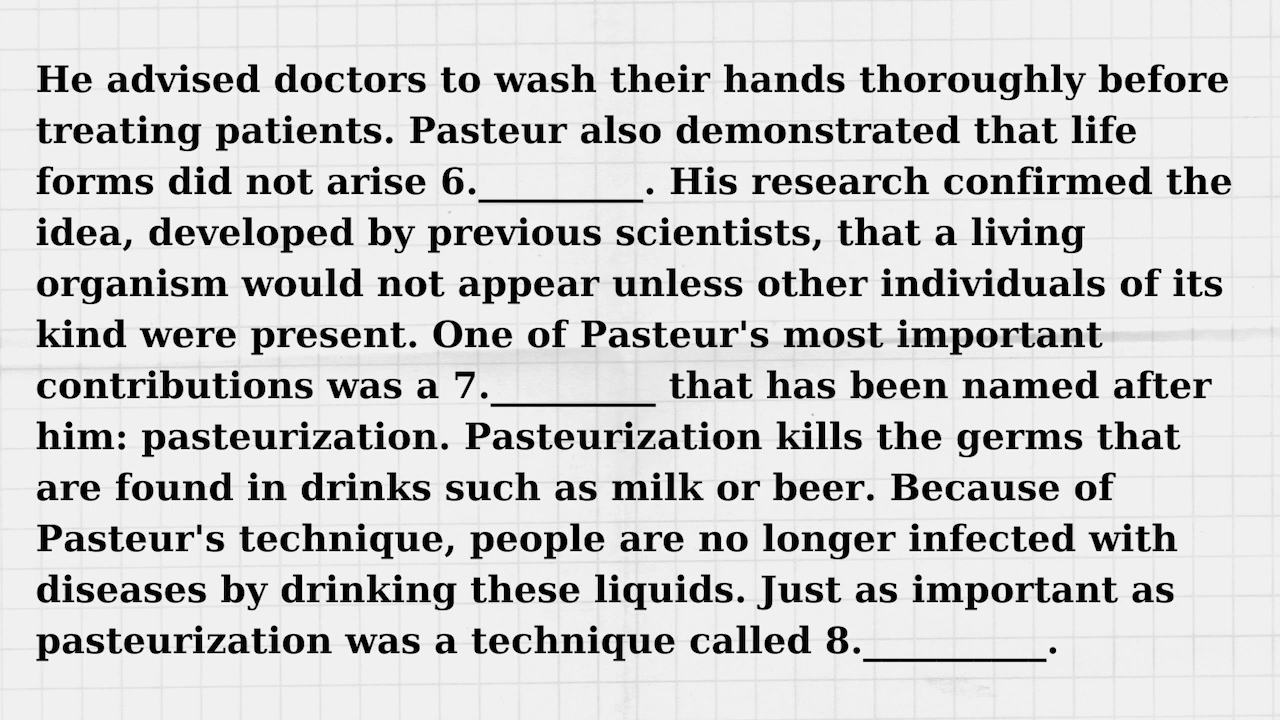 He advised doctors to wash their hands thoroughly before
treating patients. Pasteur also demonstrated that life
forms did not arise 6._________. His research confirmed the
idea, developed by previous scientists, that a living
organism would not appear unless other individuals of its
kind were present. One of Pasteur's most important
contributions was a 7._________ that has been named after
him: pasteurization. Pasteurization kills the germs that
are found in drinks such as milk or beer. Because of
Pasteur's technique, people are no longer infected with
diseases by drinking these liquids. Just as important as
pasteurization was a technique called 8.__________.